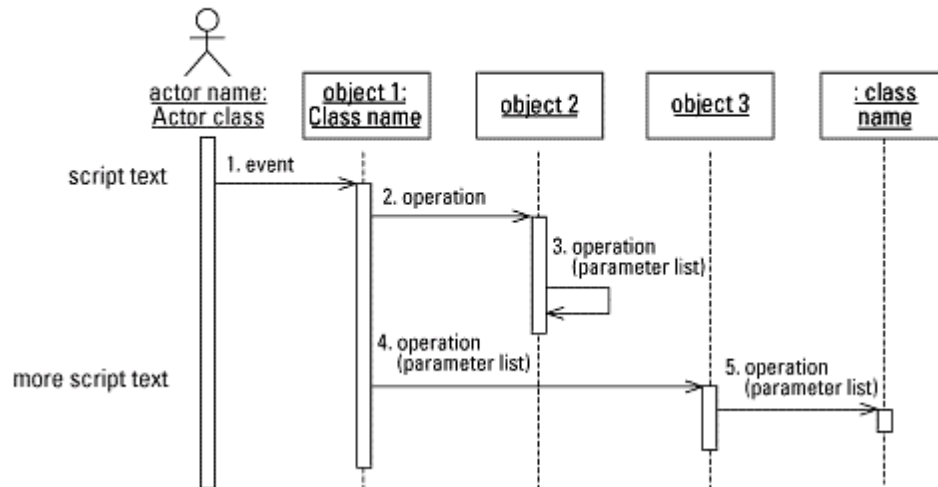 actor name:
Actor class
object 1:
Class name
object 2
object 3
: class
name
script text
1. event
2. operation
3. operation
(parameter list)
4. operation
(parameter list)
more script text
5. operation
(parameter list)